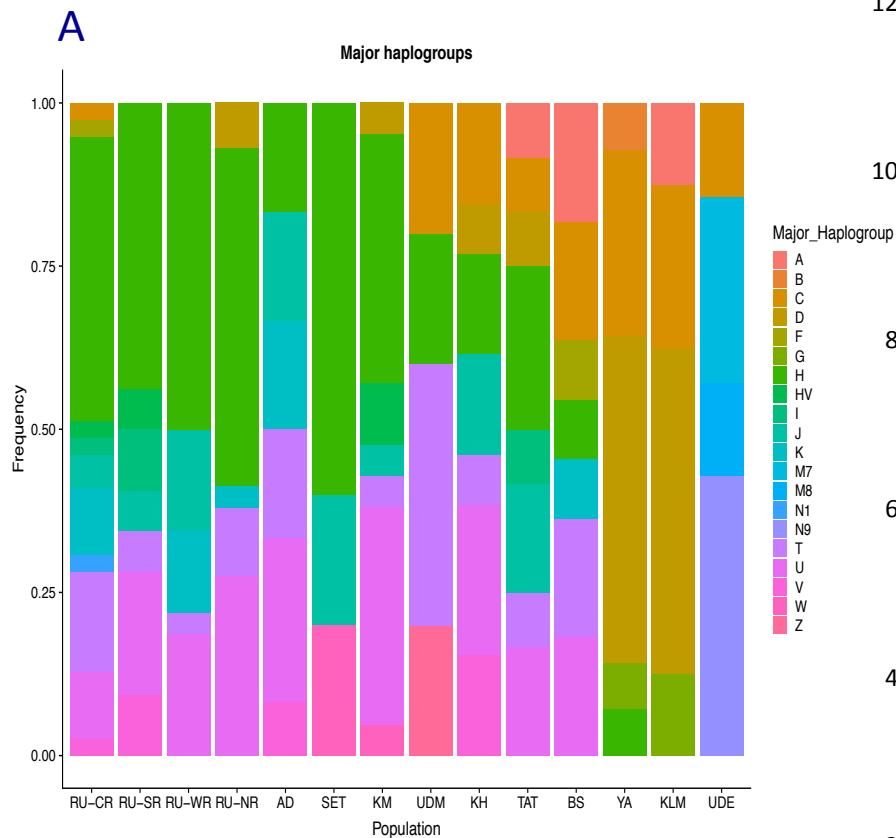 A
Major haplogroups
1.00
0.75
0.50
0.25
0.00
Frequency
RU–CR RU–SR RU–WR RU–NR AD SET KM UDM KH TAT BS YA KLM UDE
Population
Major_Haplogroup
A
B
C
D
F
G
H
HV
I
J
K
M7
M8
N1
N9
T
U
V
W
Z
12
10
8
6
4